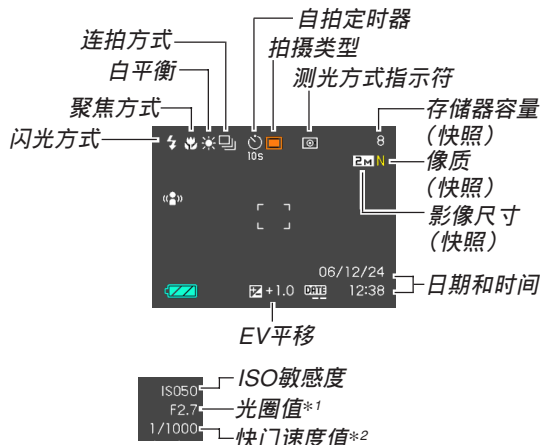 自拍定时器
连拍方式
拍摄类型
白平衡
测光方式指示符
聚焦方式
存储器容量
（快照）
闪光方式
10s
8
2M N
像质
（快照）
影像尺寸
（快照）
06/12/24
+1.0 DATE 12:38
日期和时间
EV平移
ISO50
ISO敏感度
F2.7
光圈值*1
1/1000
快门速度值*2